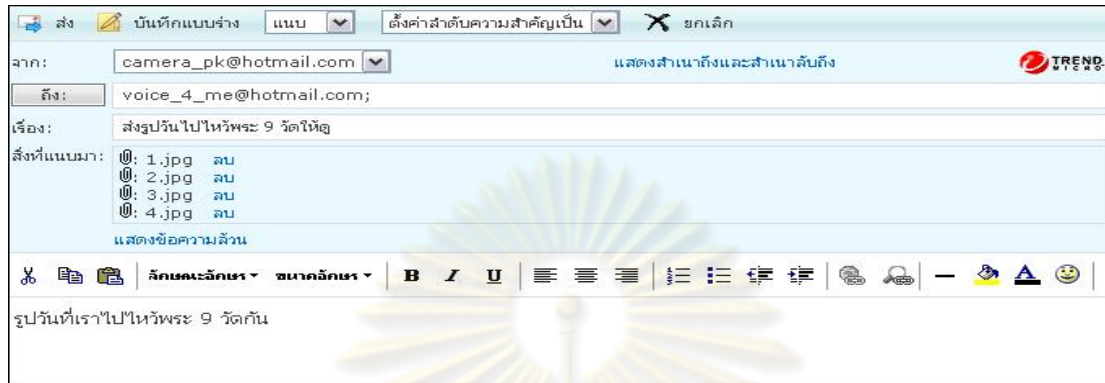 ส่ง บันทึกแบบร่าง แนบ ตั้งค่าลำดับความสำคัญเป็น ยกเลิก
จาก: camera_pk@hotmail.com แสดงสำเนาถึงและสำเนาลับถึง TREND MICRO
ถึง: voice_4_me@hotmail.com;
เรื่อง: ส่งรูปวันไปไหว้พระ 9 วัดให้ดู
สิ่งที่แนบมา: 1.jpg ลบ
2.jpg ลบ
3.jpg ลบ
4.jpg ลบ
แสดงข้อความล้วน
ลักษณะอักษร ขนาดอักษร B I U A
รูปวันที่เราไปไหว้พระ 9 วัดกัน